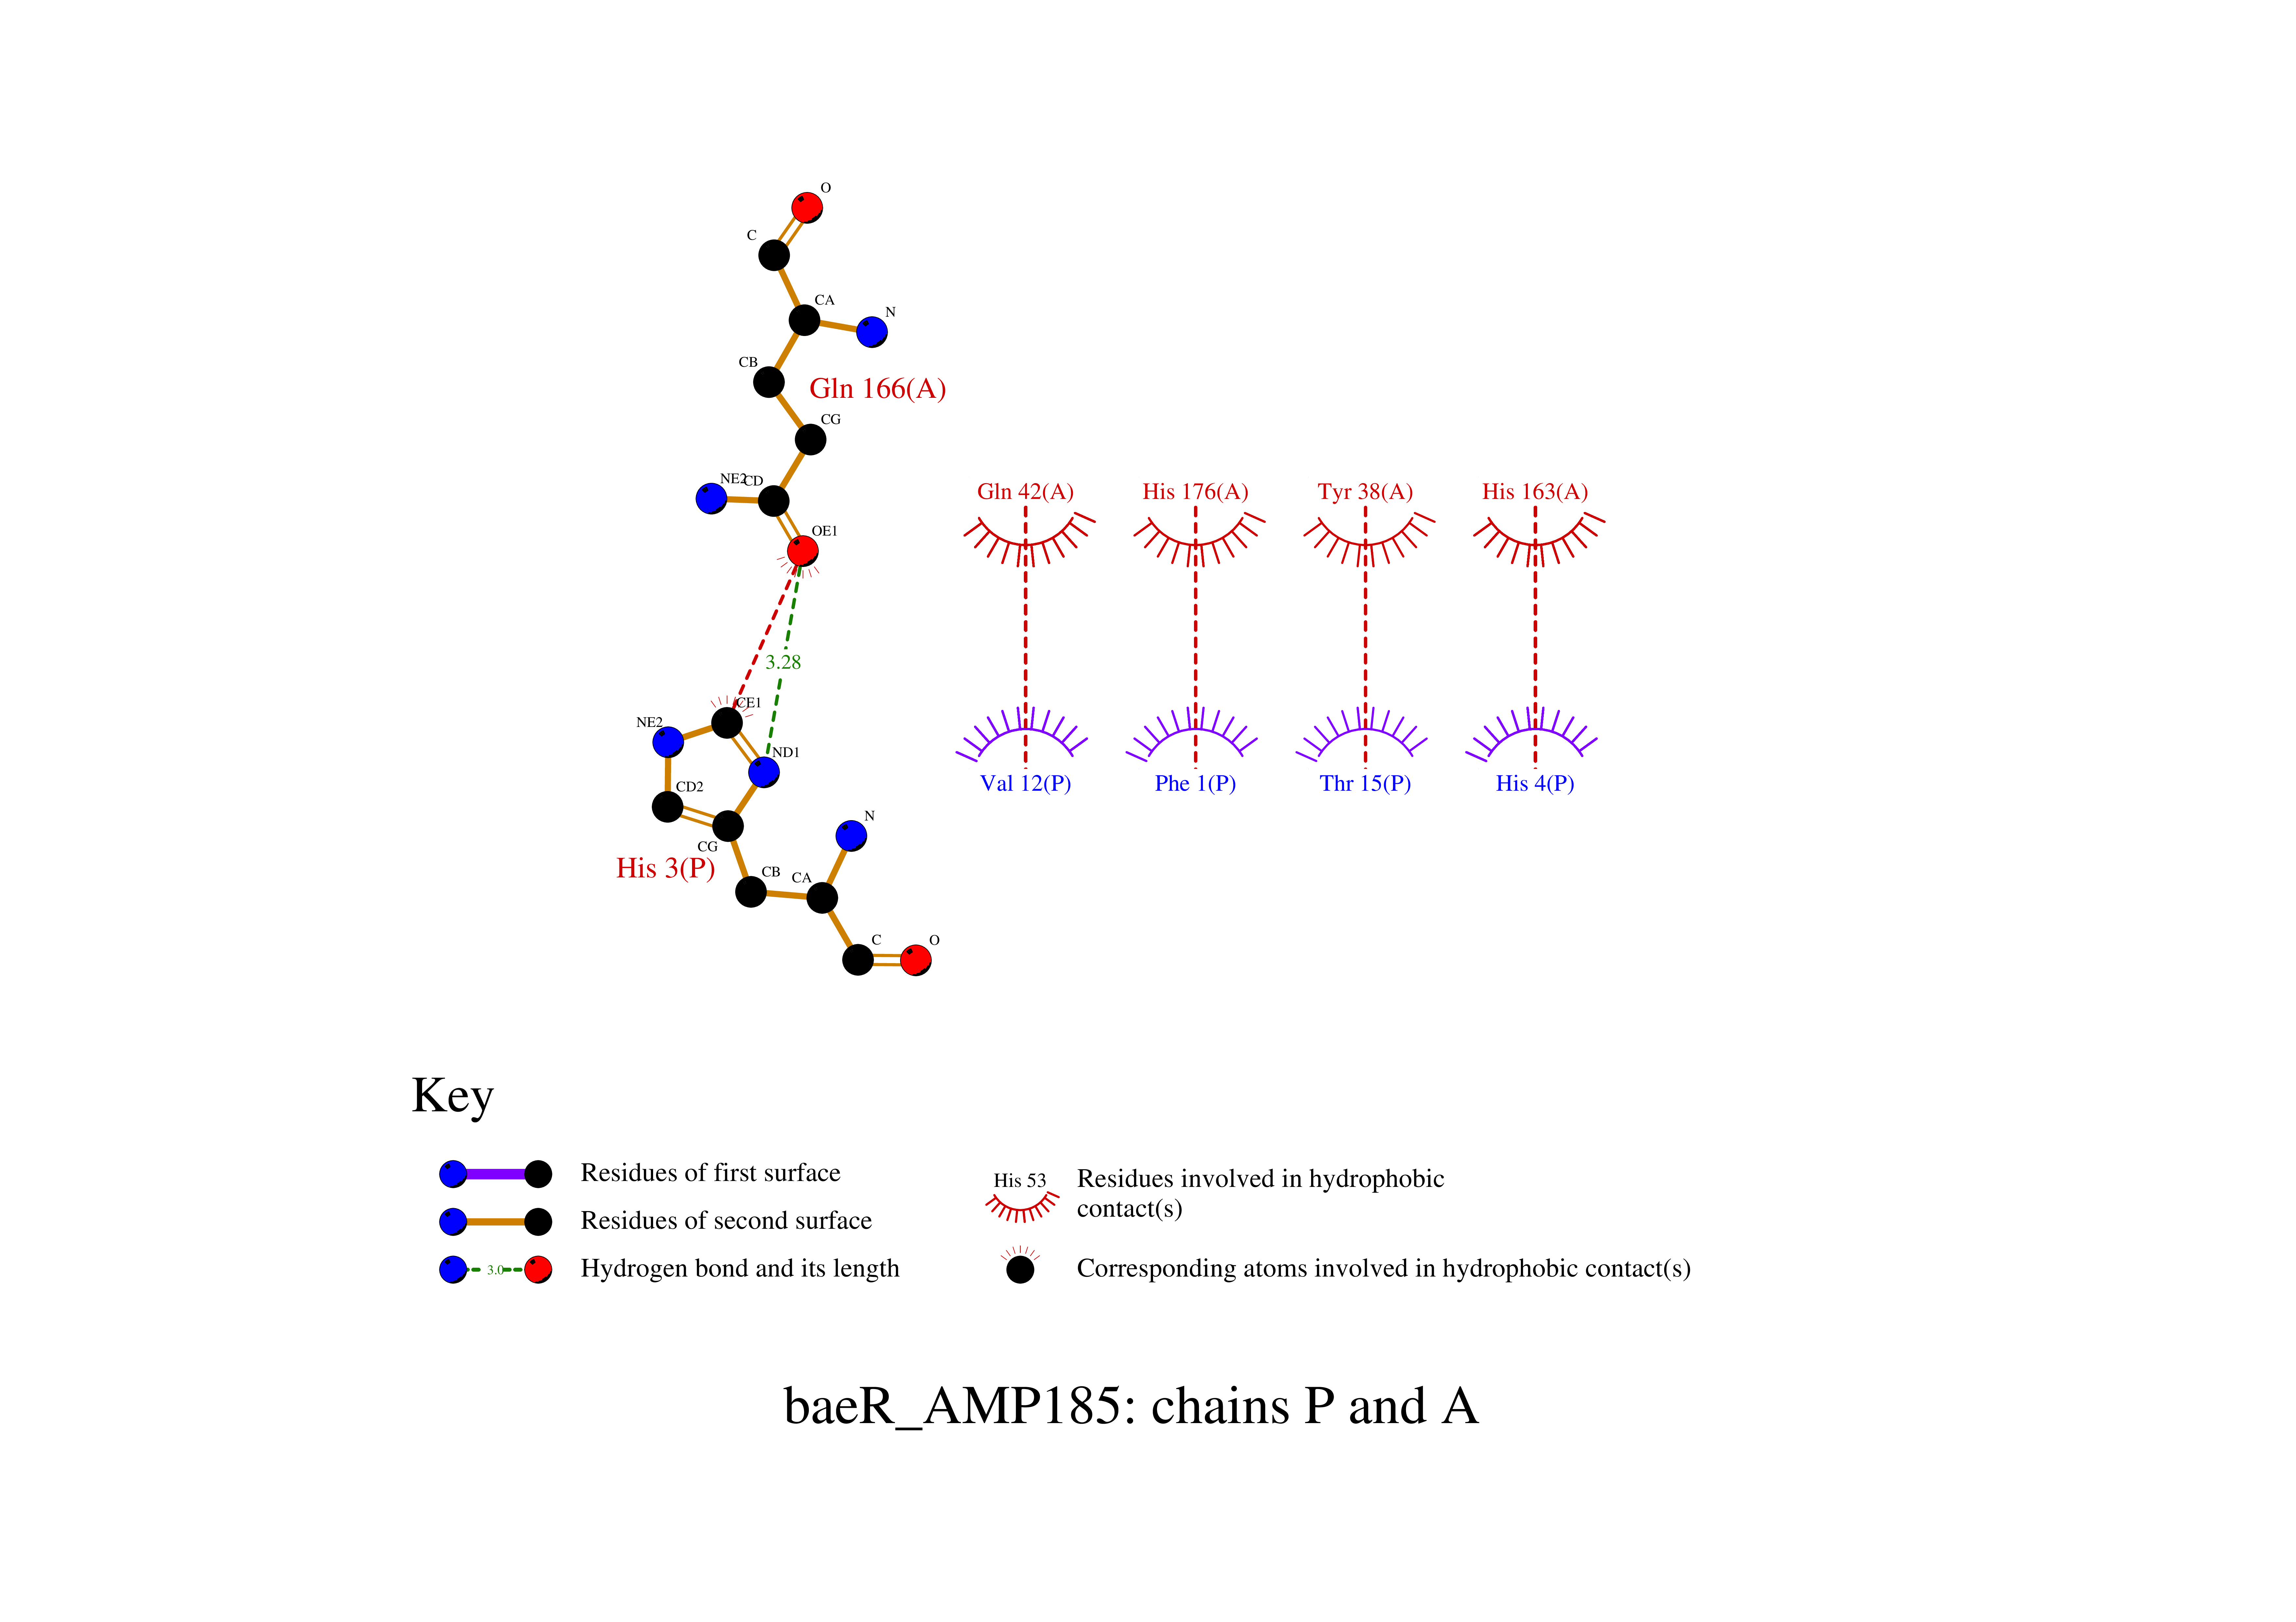 O
C
CA
N
CB
Gln 166(A)
CG
NE2
CD
OE1
Gln 42(A) His 176(A) Tyr 38(A) His 163(A)
3.28
CE1
NE2
ND1
CD2
Val 12(P) Phe 1(P) Thr 15(P) His 4(P)
N
CG
His 3(P)
CB
CA
C
O
Key
Residues of first surface
Residues of second surface
3.0
Hydrogen bond and its length
His 53
Residues involved in hydrophobic
contact(s)
Corresponding atoms involved in hydrophobic contact(s)
baeR_AMP185: chains P and A